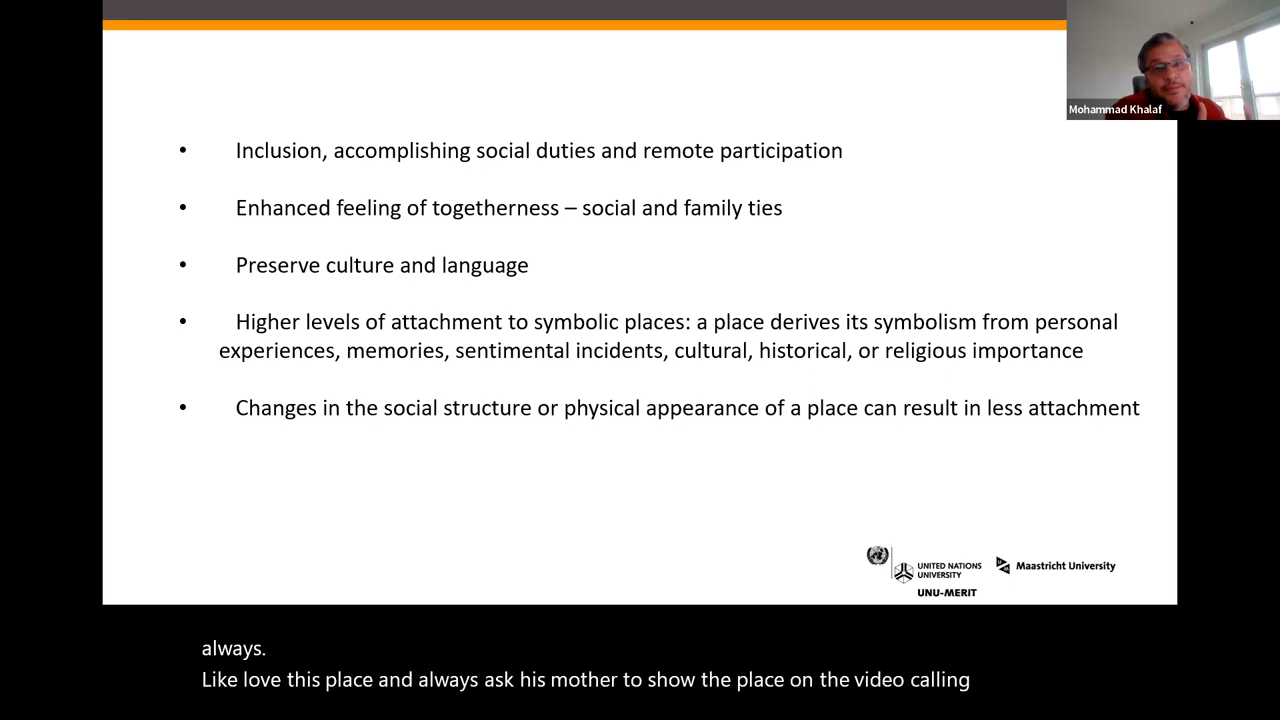 Mohammad Khalaf
• Inclusion, accomplishing social duties and remote participation
• Enhanced feeling of togetherness – social and family ties
• Preserve culture and language
• Higher levels of attachment to symbolic places: a place derives its symbolism from personal
experiences, memories, sentimental incidents, cultural, historical, or religious importance
• Changes in the social structure or physical appearance of a place can result in less attachment
UNITED NATIONS
UNIVERSITY
UNU-MERIT
Maastricht University
always.
Like love this place and always ask his mother to show the place on the video calling